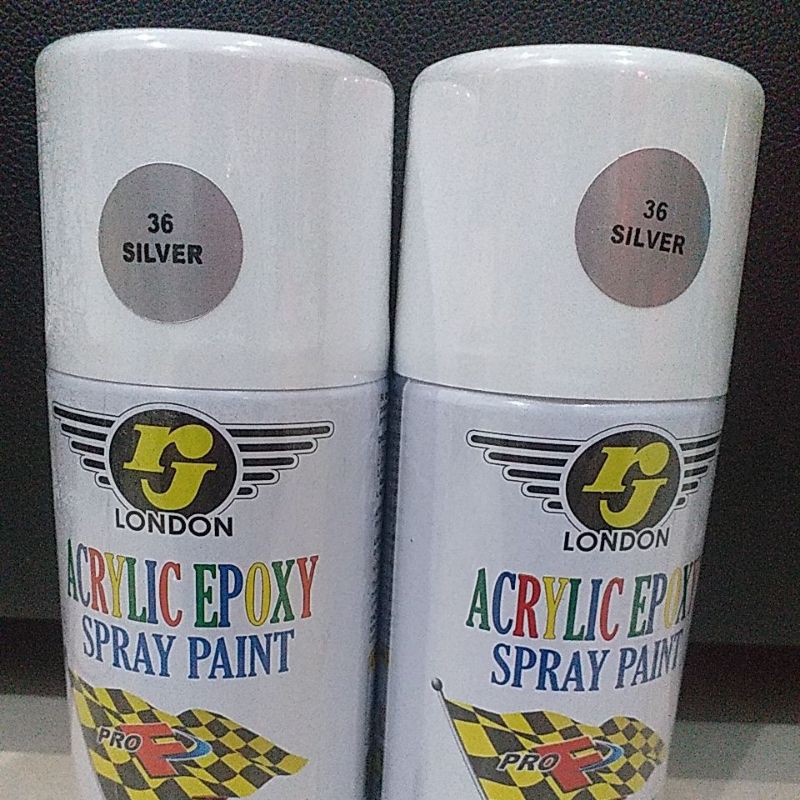 36
SILVER
rj
LONDON
ACRYLIC EPOXY
SPRAY PAINT
PRO F
36
SILVER
rj
LONDON
ACRYLIC EPOXY
SPRAY PAINT
PRO F